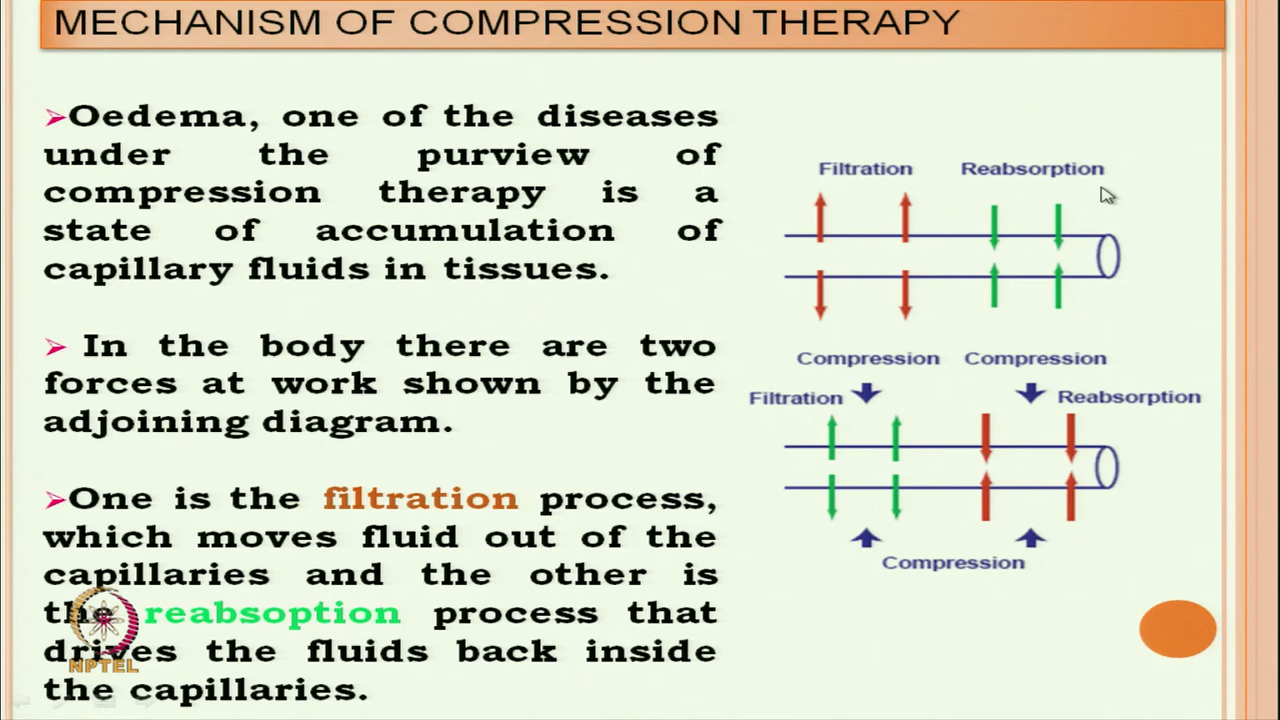 MECHANISM OF COMPRESSION THERAPY
➢Oedema, one of the diseases
under the purview of
compression therapy is a
state of accumulation of
capillary fluids in tissues.
➢ In the body there are two
forces at work shown by the
adjoining diagram.
➢One is the filtration process,
which moves fluid out of the
capillaries and the other is
the reabsoption process that
drives the fluids back inside
the capillaries.
Filtration Reabsorption
Compression Compression
Filtration Reabsorption
Compression
NPTEL